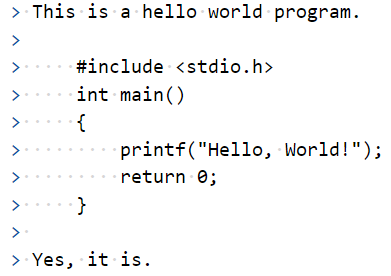 > This is a hello world program.
>
>     #include <stdio.h>
>     int main()
>     {
>         printf("Hello, World!");
>         return 0;
>     }
>
> Yes, it is.